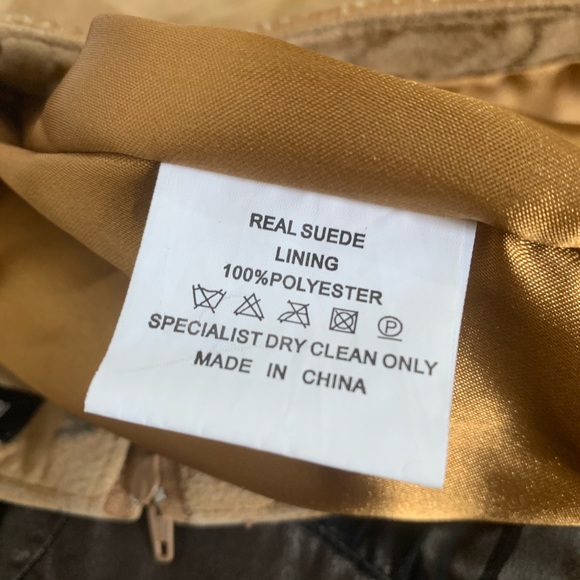 REAL SUEDE
LINING
100%POLYESTER
P
SPECIALIST DRY CLEAN ONLY
MADE IN CHINA